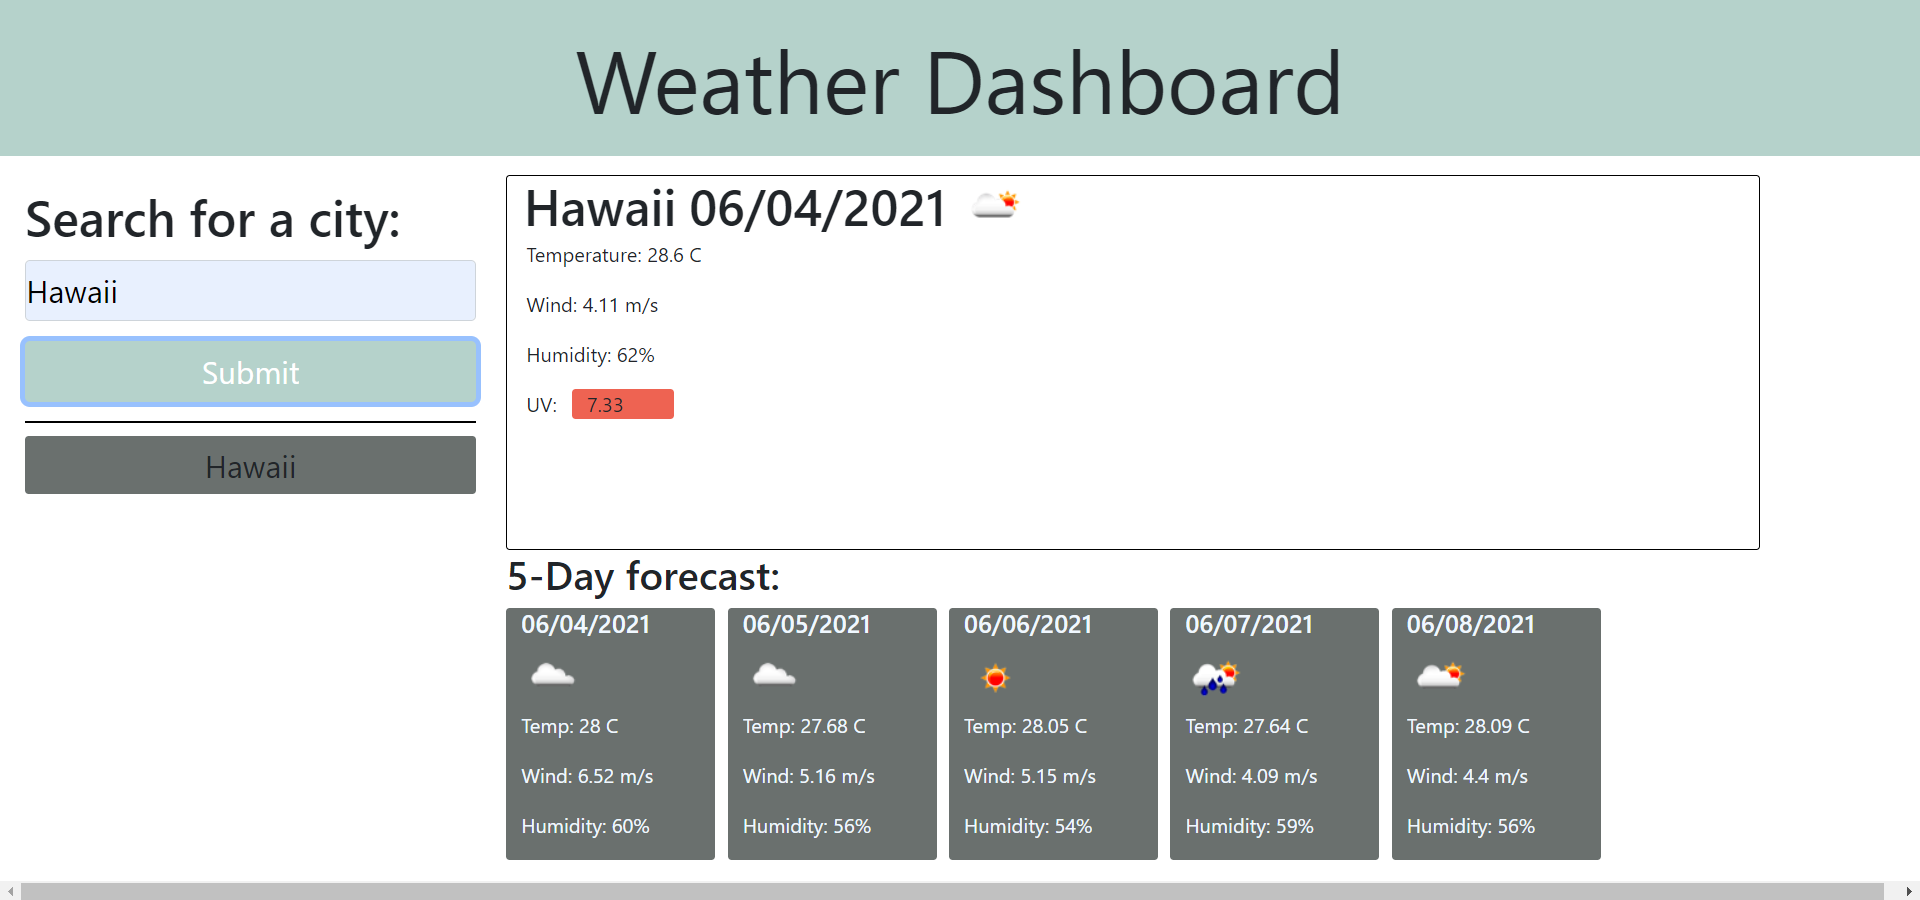 Weather Dashboard
Search for a city:
Hawaii
Submit
Hawaii
Hawaii 06/04/2021
Temperature: 28.6 C
Wind: 4.11 m/s
Humidity: 62%
UV: 7.33
5-Day forecast:
06/04/2021
Temp: 28 C
Wind: 6.52 m/s
Humidity: 60%
06/05/2021
Temp: 27.68 C
Wind: 5.16 m/s
Humidity: 56%
06/06/2021
Temp: 28.05 C
Wind: 5.15 m/s
Humidity: 54%
06/07/2021
Temp: 27.64 C
Wind: 4.09 m/s
Humidity: 59%
06/08/2021
Temp: 28.09 C
Wind: 4.4 m/s
Humidity: 56%